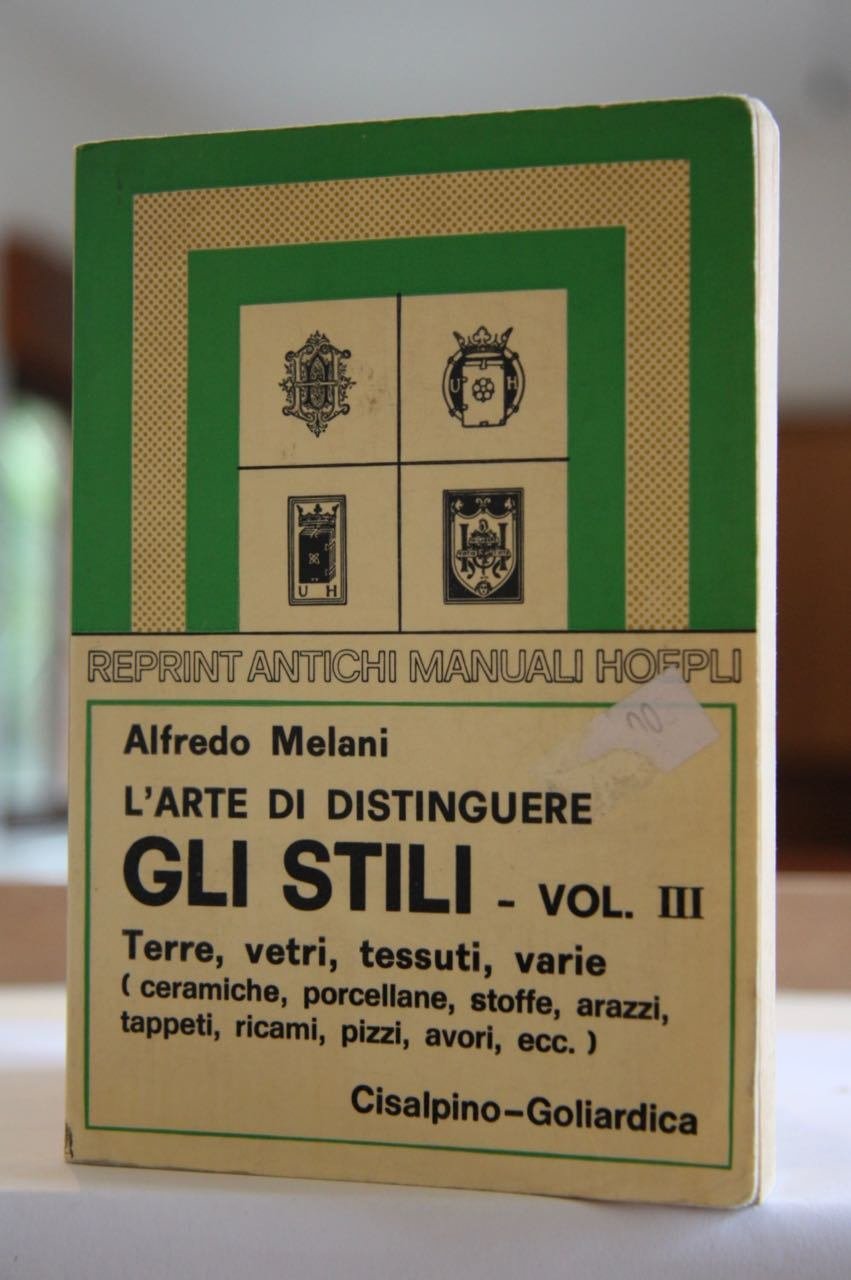 U H
U H
REPRINT ANTICHI MANUALI HOEPLI
Alfredo Melani
L'ARTE DI DISTINGUERE
GLI STILI - VOL. III
Terre, vetri, tessuti, varie
( ceramiche, porcellane, stoffe, arazzi,
tappeti, ricami, pizzi, avori, ecc. )
Cisalpino-Goliardica